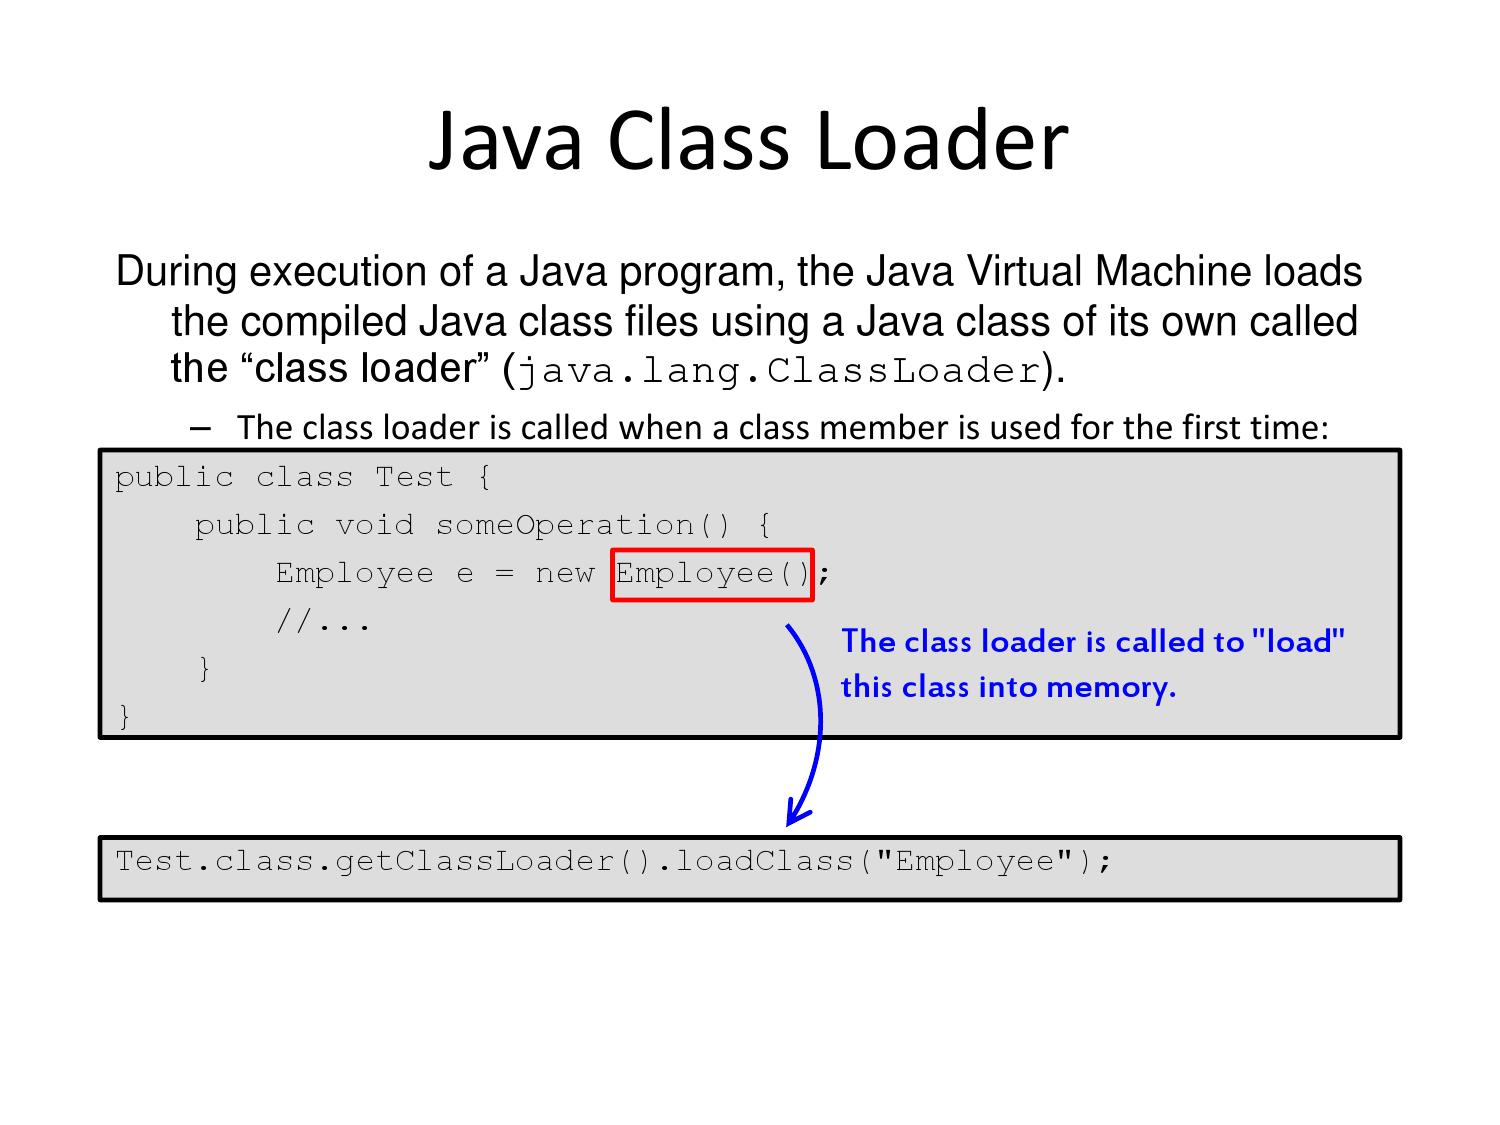 Java Class Loader
During execution of a Java program, the Java Virtual Machine loads
the compiled Java class files using a Java class of its own called
the “class loader” (java.lang.ClassLoader).
– The class loader is called when a class member is used for the first time:
public class Test {
    public void someOperation() {
        Employee e = new Employee();
        //...
    }
}
The class loader is called to "load"
this class into memory.
Test.class.getClassLoader().loadClass("Employee");